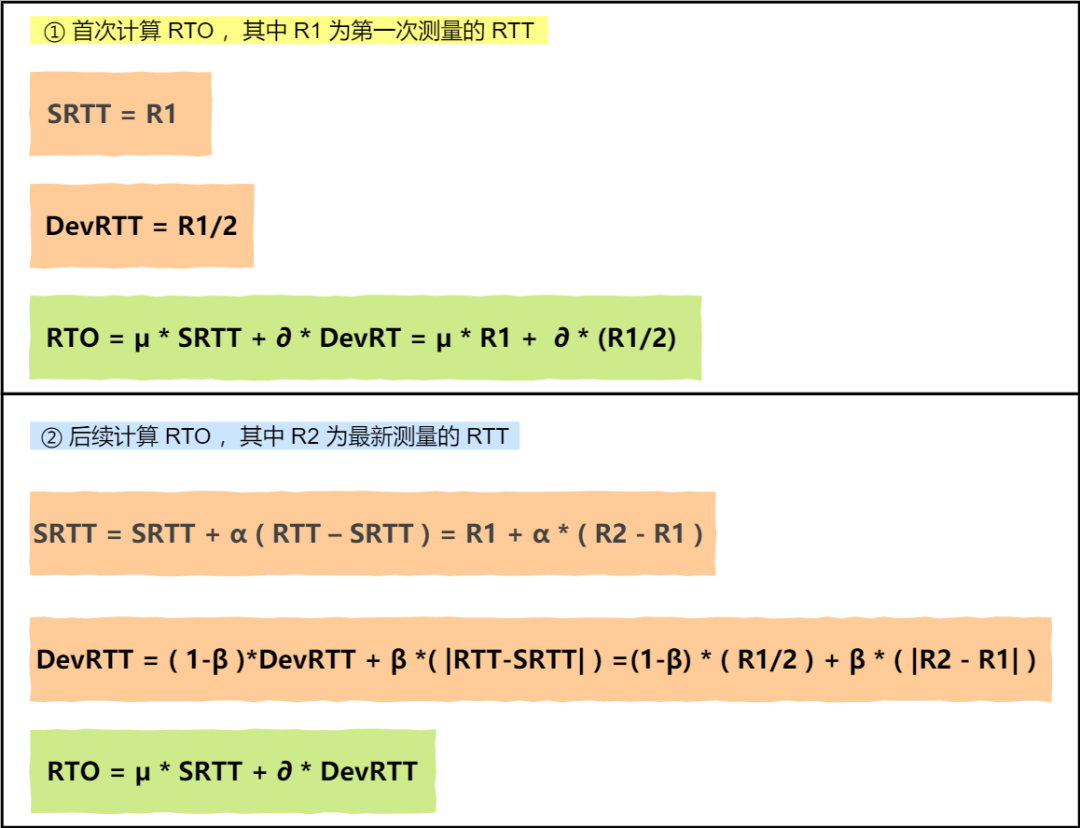 ① 首次计算 RTO ，其中 R1 为第一次测量的 RTT
SRTT = R1
DevRTT = R1/2
RTO = μ * SRTT + ∂ * DevRT = μ * R1 + ∂ * (R1/2)
② 后续计算 RTO ，其中 R2 为最新测量的 RTT
SRTT = SRTT + α ( RTT – SRTT ) = R1 + α * ( R2 - R1 )
DevRTT = ( 1-β )*DevRTT + β *( |RTT-SRTT| ) =(1-β) * ( R1/2 ) + β * ( |R2 - R1| )
RTO = μ * SRTT + ∂ * DevRTT